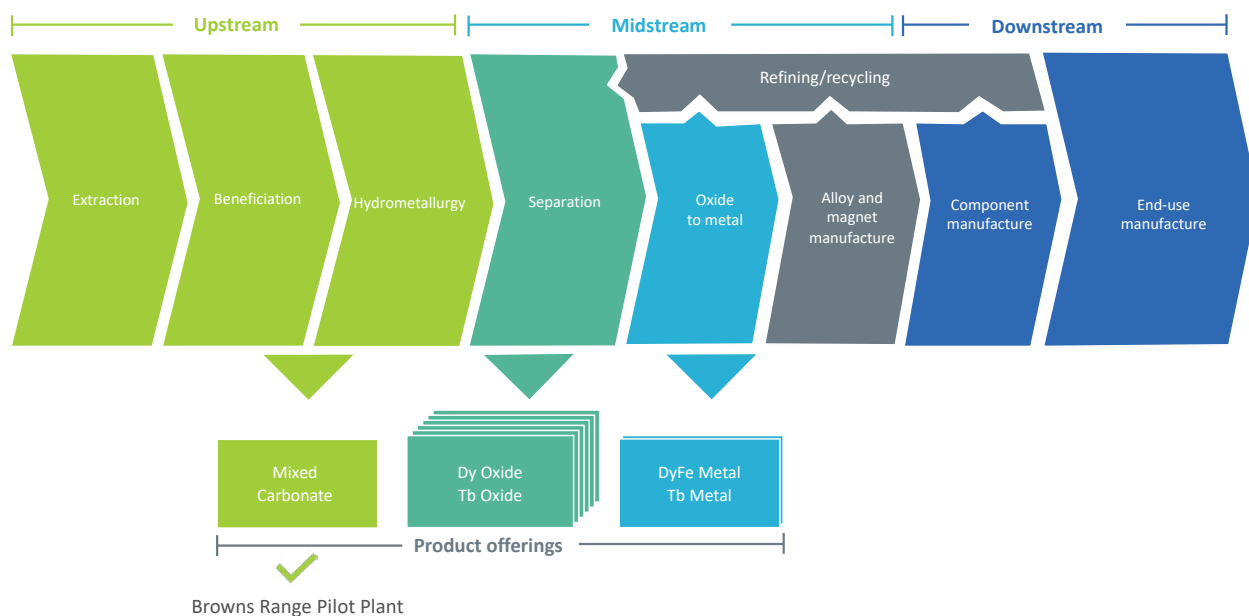 Upstream
Midstream
Downstream
Refining/recycling
Extraction
Beneficiation
Hydrometallurgy
Separation
Oxide
to metal
Alloy and
magnet
manufacture
Component
manufacture
End-use
manufacture
Mixed
Carbonate
Dy Oxide
Tb Oxide
DyFe Metal
Tb Metal
Product offerings
Browns Range Pilot Plant